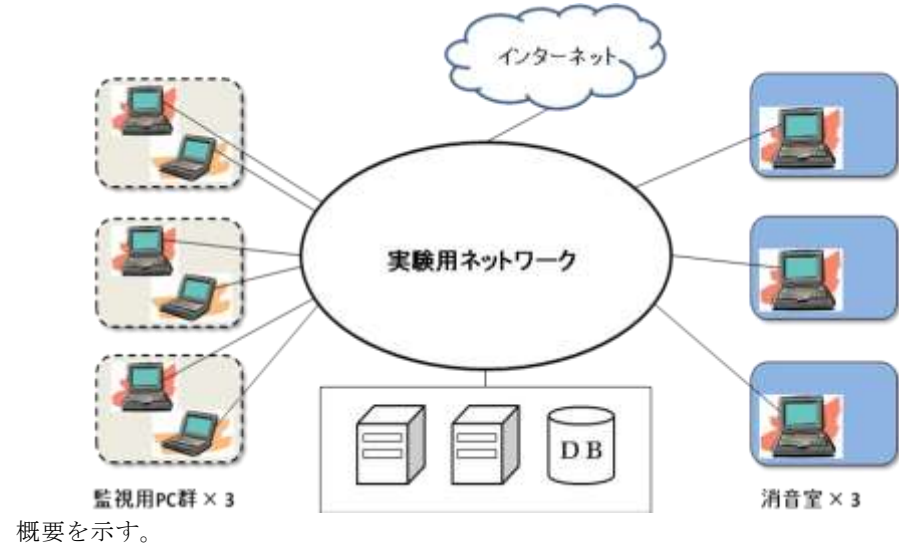 インターネット
実験用ネットワーク
DB
監視用PC群×3
消音室×3
概要を示す。